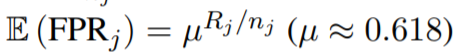 𝔼 (FPR_j) = μ^{R_j/n_j} (μ ≈ 0.618)